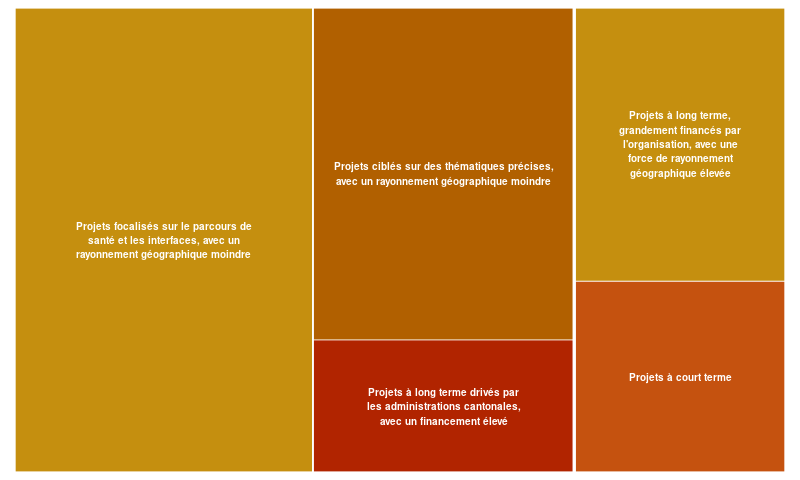 Projets focalisés sur le parcours de
santé et les interfaces, avec un
rayonnement géographique moindre
Projets ciblés sur des thématiques précises,
avec un rayonnement géographique moindre
Projets à long terme drivés par
les administrations cantonales,
avec un financement élevé
Projets à long terme,
grandement financés par
l'organisation, avec une
force de rayonnement
géographique élevée
Projets à court terme